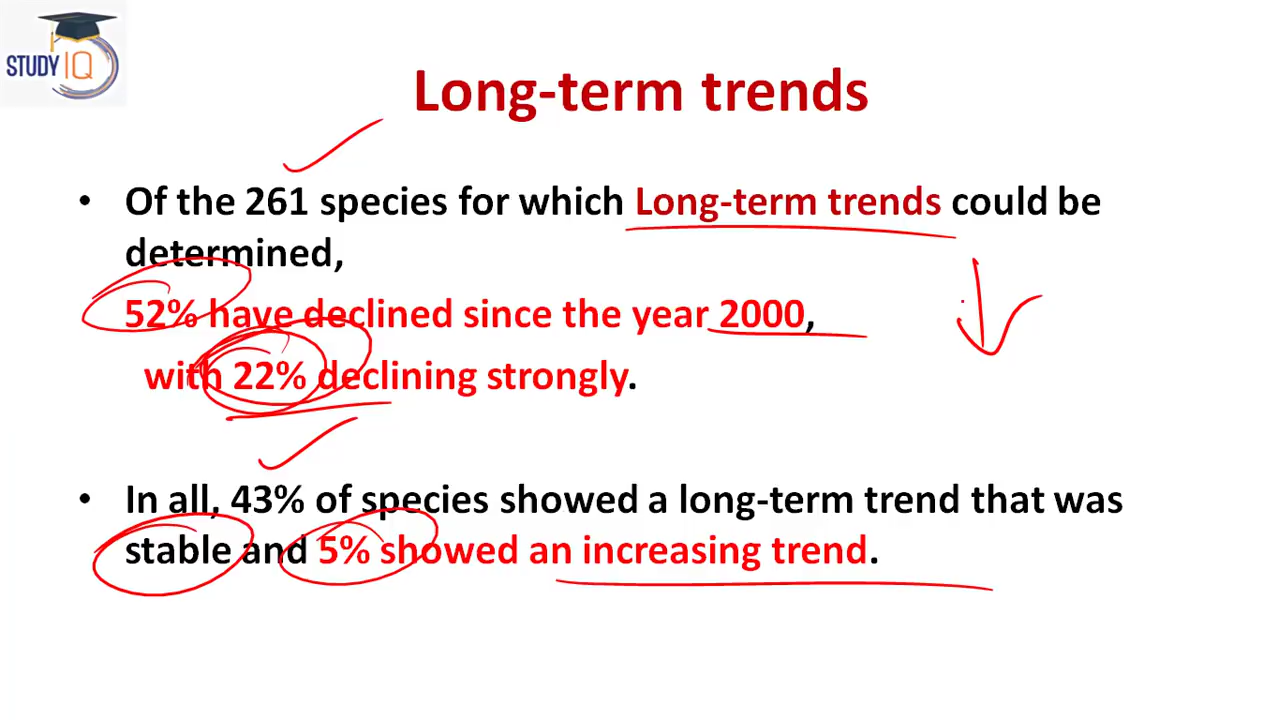 STUDY IQ
Long-term trends
• Of the 261 species for which Long-term trends could be
determined,
52% have declined since the year 2000,
with 22% declining strongly.
• In all, 43% of species showed a long-term trend that was
stable and 5% showed an increasing trend.